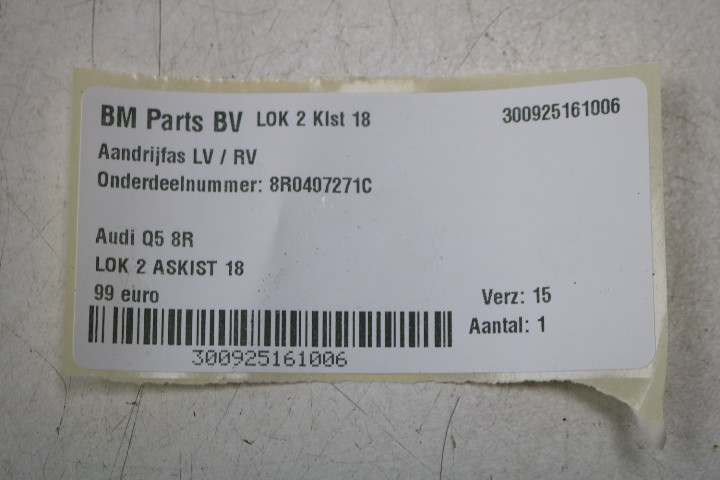 BM Parts BV LOK 2 Klst 18 300925161006
Aandrijfas LV / RV
Onderdeelnummer: 8R0407271C
Audi Q5 8R
LOK 2 ASKIST 18
99 euro Verz: 15
Aantal: 1
300925161006